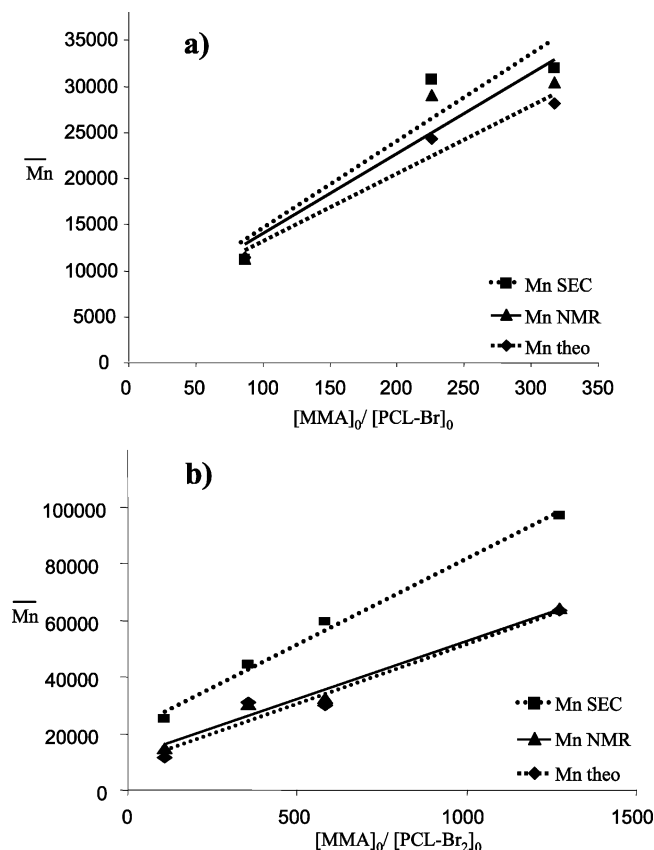 a)
35000
30000
25000
20000
15000
10000
5000
0
Mn
Mn SEC
Mn NMR
Mn theo
0 50 100 150 200 250 300 350
[MMA]₀/ [PCL-Br]₀
b)
100000
80000
60000
40000
20000
0
Mn
Mn SEC
Mn NMR
Mn theo
0 500 1000 1500
[MMA]₀/ [PCL-Br₂]₀